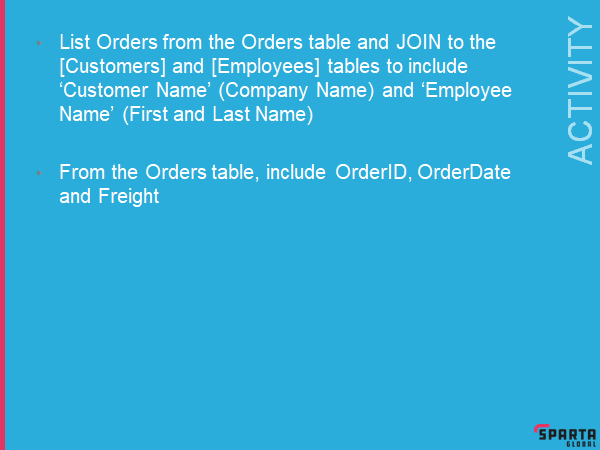 • List Orders from the Orders table and JOIN to the
[Customers] and [Employees] tables to include
‘Customer Name’ (Company Name) and ‘Employee
Name’ (First and Last Name)
• From the Orders table, include OrderID, OrderDate
and Freight
ACTIVITY
SPARTA
GLOBAL